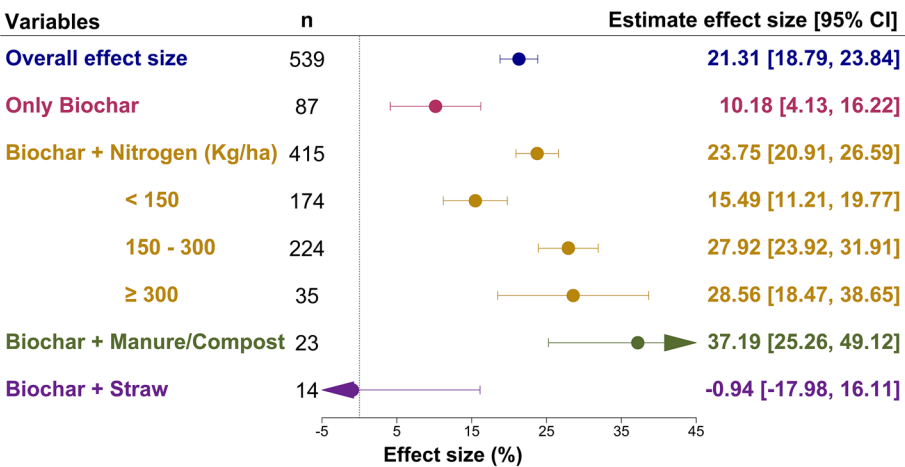 Variables n Estimate effect size [95% CI]
Overall effect size 539 21.31 [18.79, 23.84]
Only Biochar 87 10.18 [4.13, 16.22]
Biochar + Nitrogen (Kg/ha) 415 23.75 [20.91, 26.59]
< 150 174 15.49 [11.21, 19.77]
150 - 300 224 27.92 [23.92, 31.91]
≥ 300 35 28.56 [18.47, 38.65]
Biochar + Manure/Compost 23 37.19 [25.26, 49.12]
Biochar + Straw 14 -0.94 [-17.98, 16.11]
-5 5 15 25 35 45
Effect size (%)